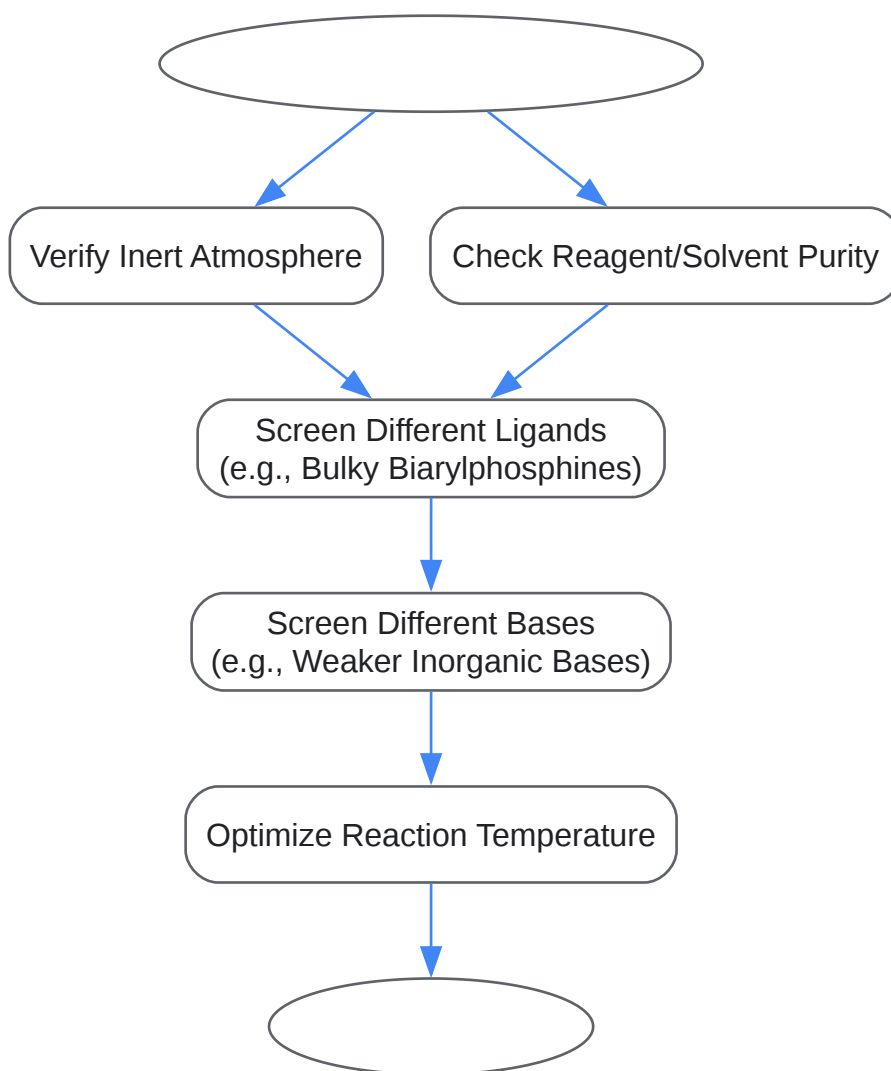 Verify Inert Atmosphere
Check Reagent/Solvent Purity
Screen Different Ligands
(e.g., Bulky Biarylphosphines)
Screen Different Bases
(e.g., Weaker Inorganic Bases)
Optimize Reaction Temperature